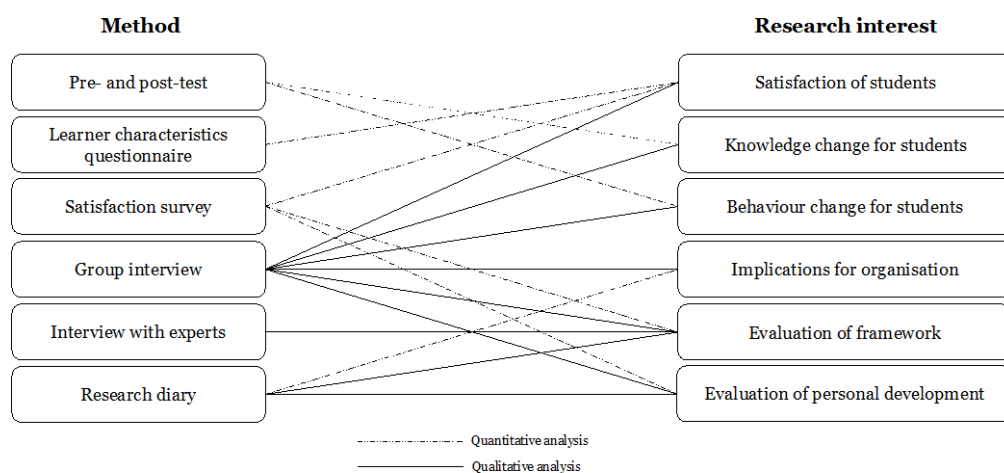 Method
Research interest
Pre- and post-test
Satisfaction of students
Learner characteristics
questionnaire
Knowledge change for students
Satisfaction survey
Behaviour change for students
Group interview
Implications for organisation
Interview with experts
Evaluation of framework
Research diary
Evaluation of personal development
Quantitative analysis
Qualitative analysis